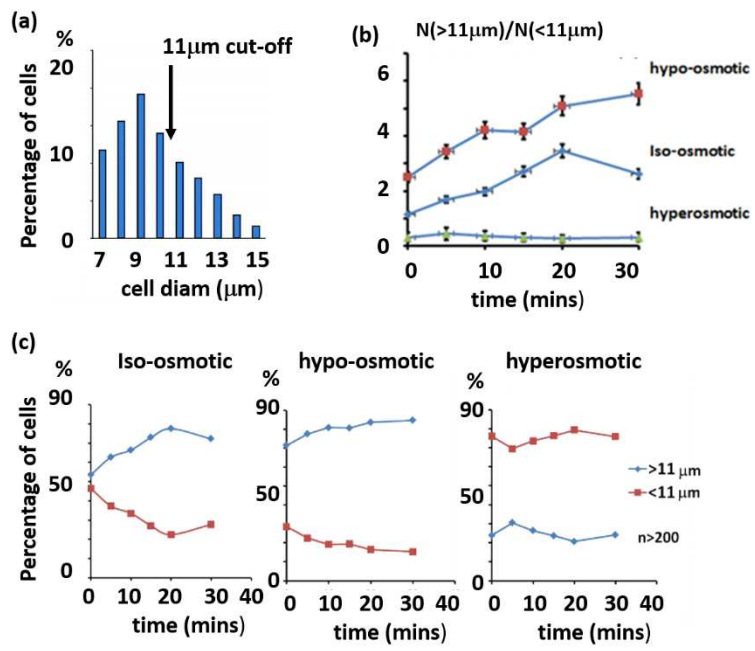 (a)
%
11μm cut-off
20
10
0
Percentage of cells
7 9 11 13 15
cell diam (μm)
(b)
N(>11μm)/N(<11μm)
6
4
2
0
hypo-osmotic
Iso-osmotic
hyperosmotic
0 10 20 30
time (mins)
(c)
Iso-osmotic
%
90
50
0
Percentage of cells
0 10 20 30 40
time (mins)
hypo-osmotic
%
90
50
0
0 10 20 30 40
time (mins)
hyperosmotic
%
90
50
0
>11 μm
<11 μm
n>200
0 10 20 30 40
time (mins)